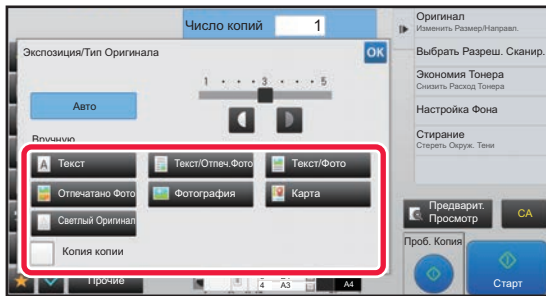 Число копий 1
Экспозиция/Тип Оригинала
OK
1 3 5
Авто
Вручную
Текст
Текст/Отпеч.Фото
Текст/Фото
Отпечатано Фото
Фотография
Карта
Светлый Оригинал
Копия копии
Прочие
4 A3
A4
Оригинал
Изменить Размер/Направл.
Выбрать Разреш. Сканир.
Экономия Тонера
Снизить Расход Тонера
Настройка Фона
Стирание
Стереть Окруж. Тени
Предварит.
Просмотр
CA
Проб. Копия
Старт